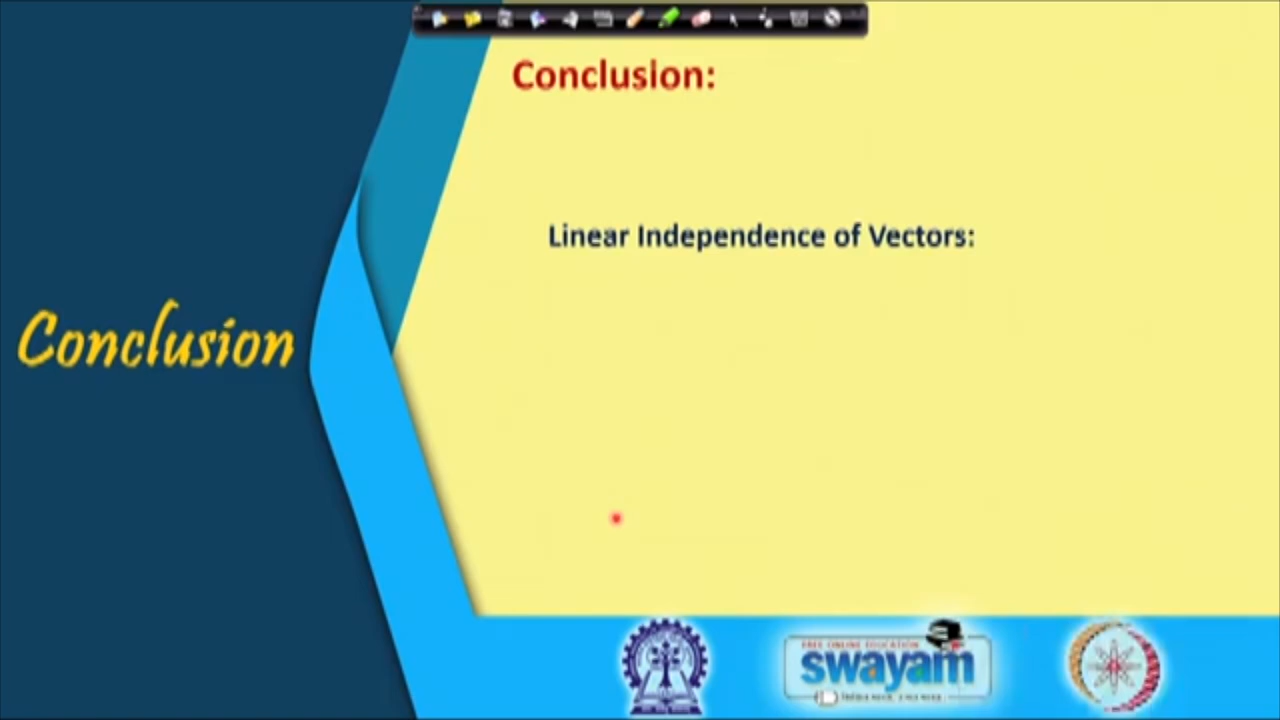 Conclusion:
Linear Independence of Vectors:
Conclusion
FREE ONLINE EDUCATION
swayam